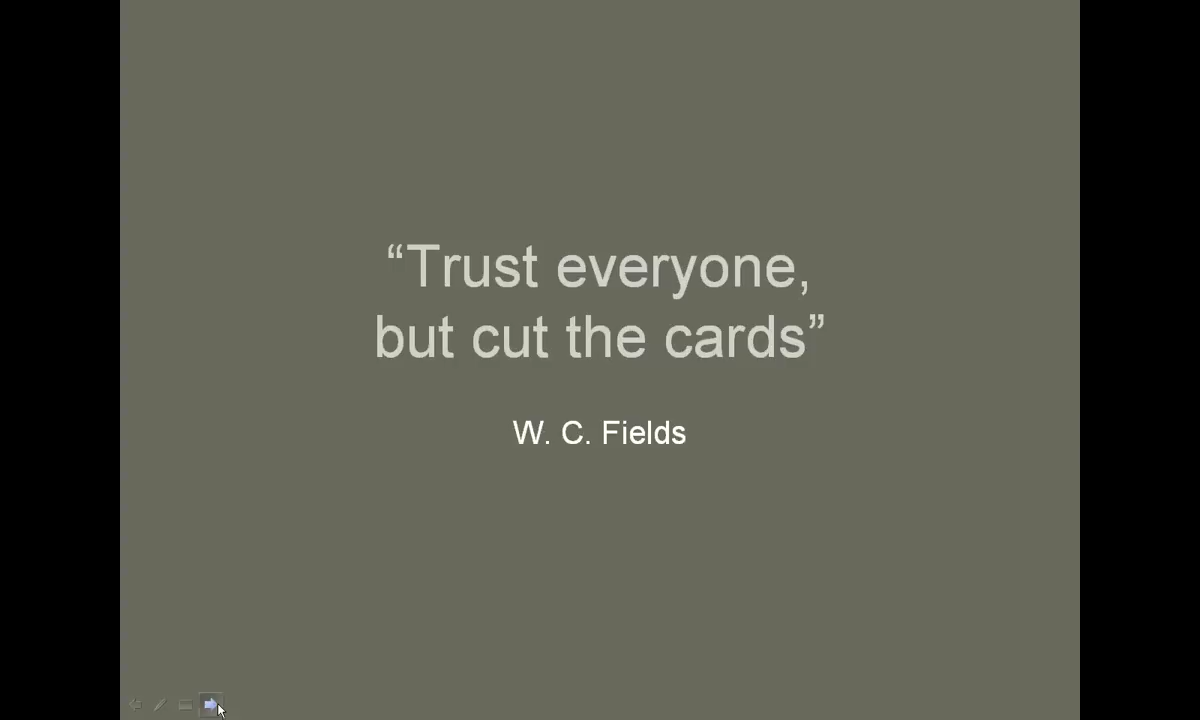 “Trust everyone,
but cut the cards”
W. C. Fields